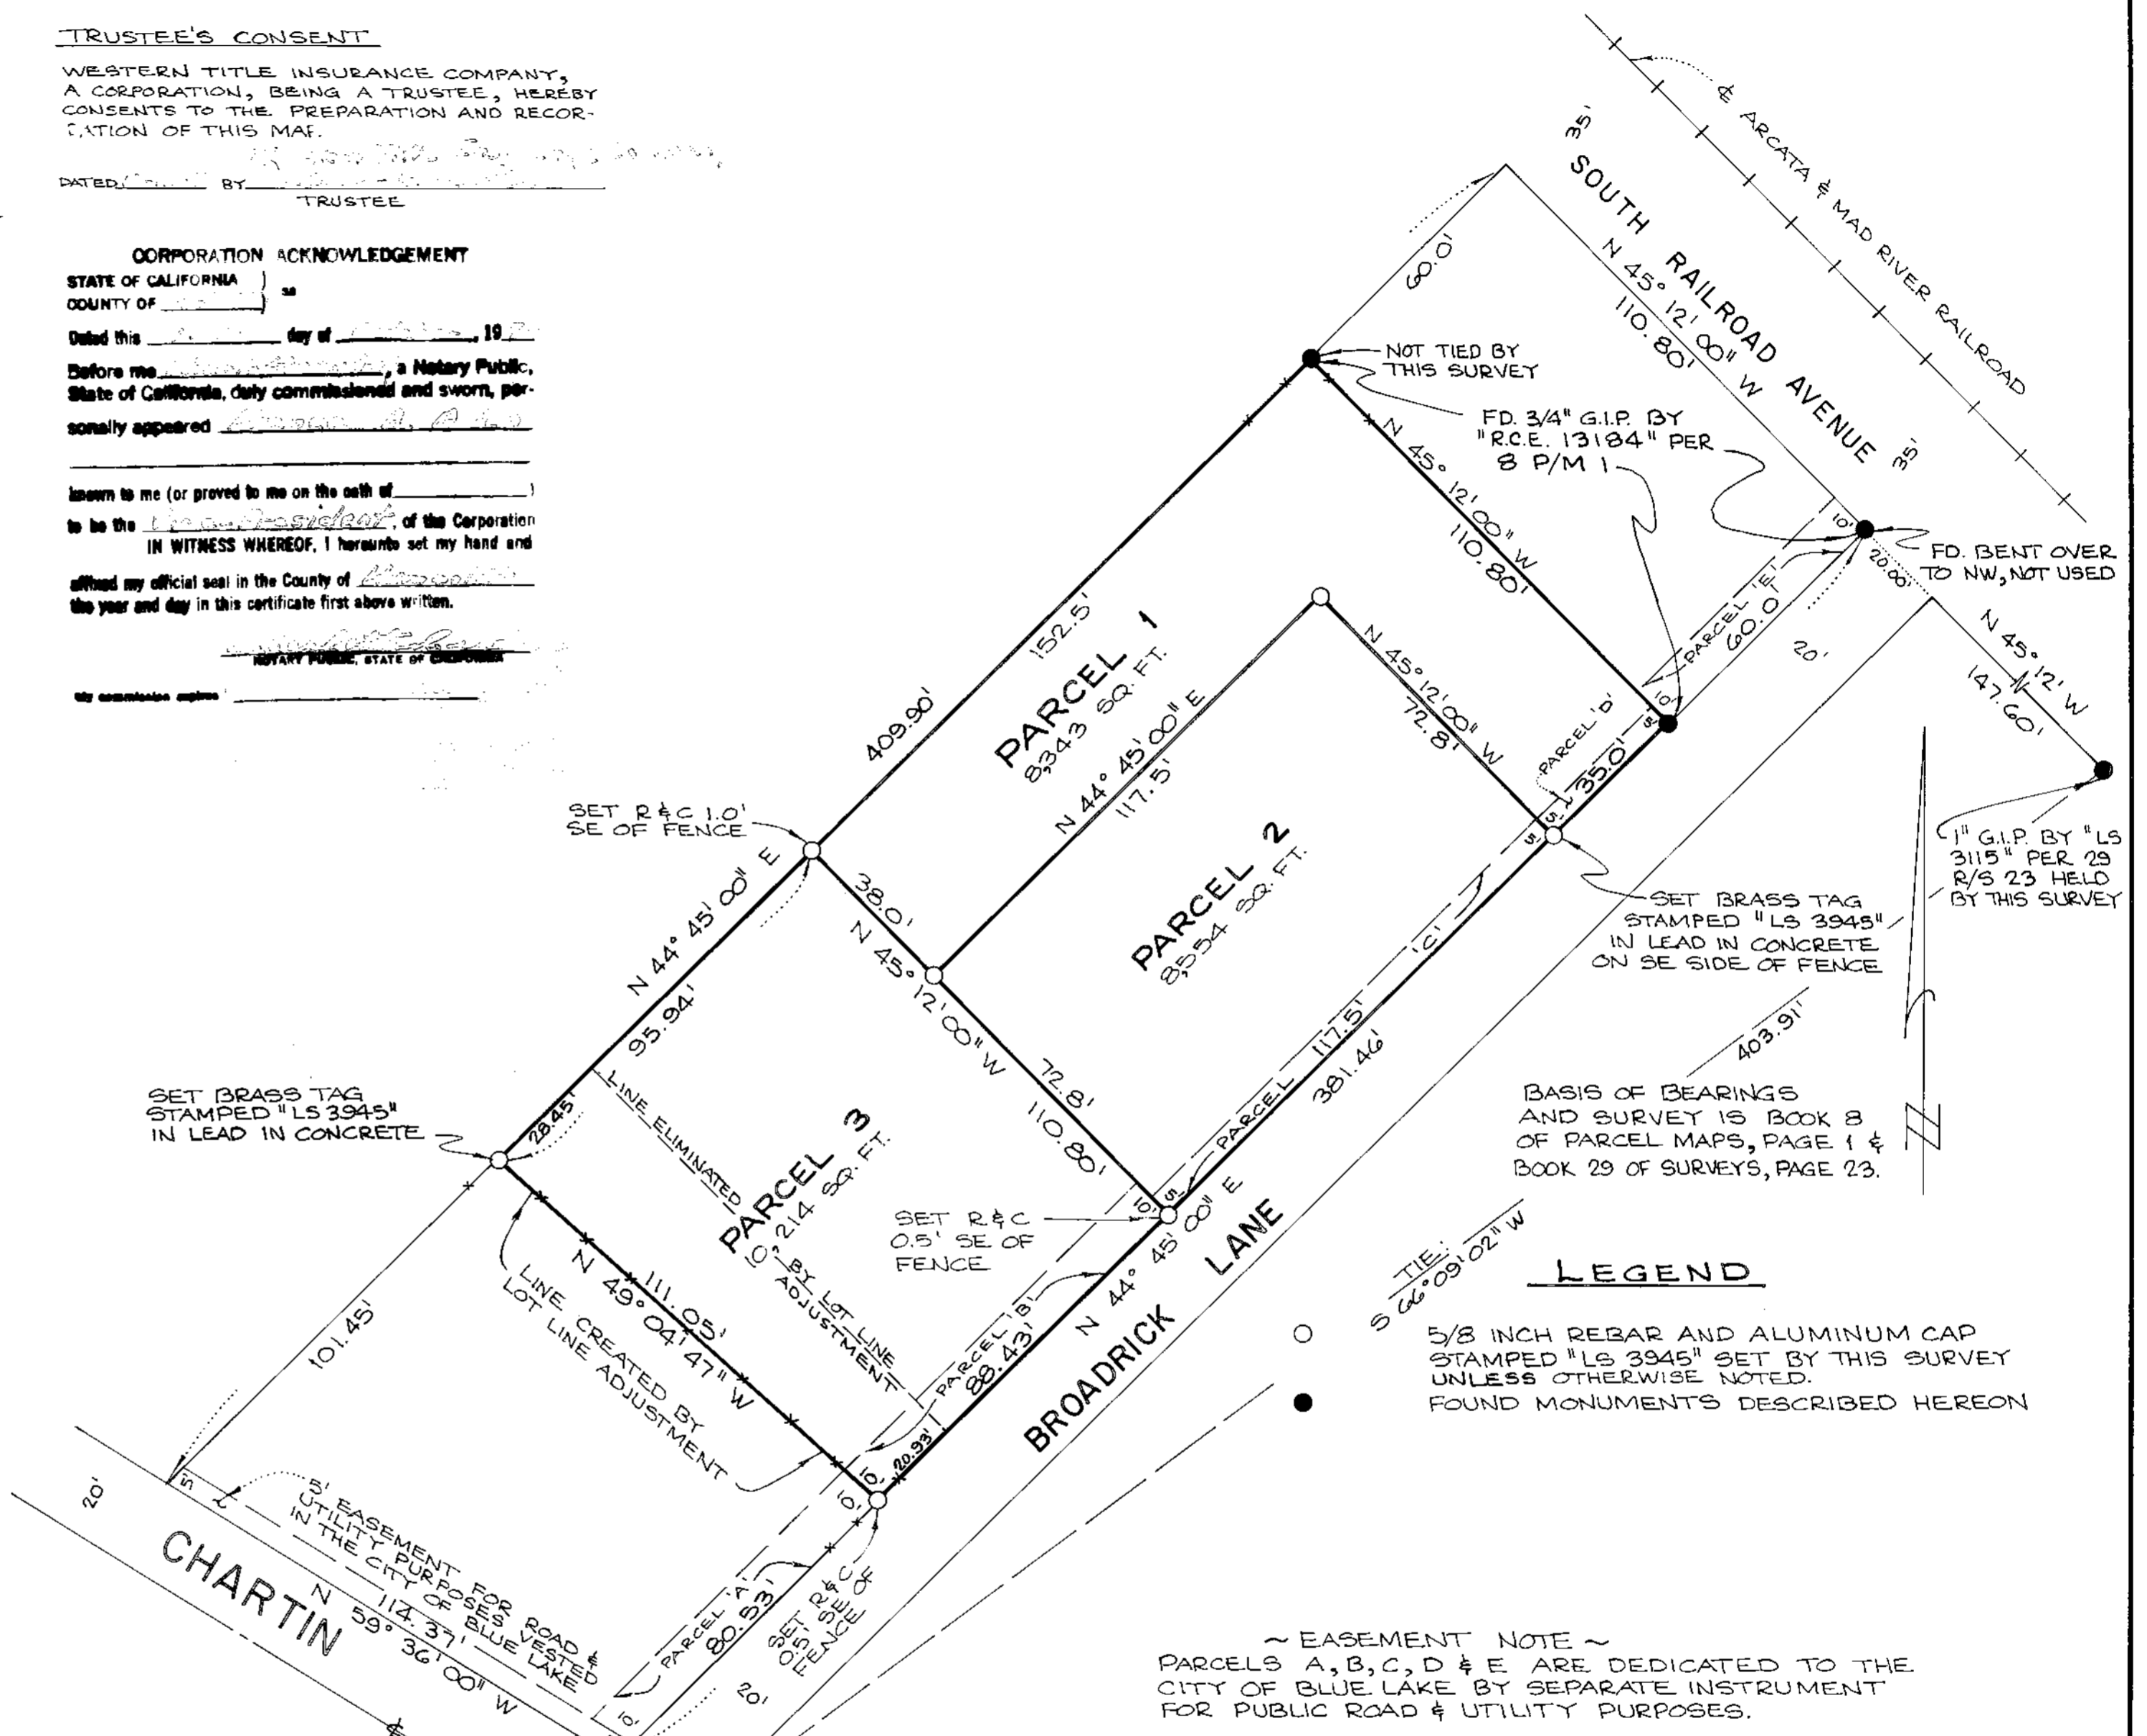 TRUSTEE'S CONSENT
WESTERN TITLE INSURANCE COMPANY,
A CORPORATION, BEING A TRUSTEE, HEREBY
CONSENTS TO THE PREPARATION AND RECOR-
OF THIS MAP.
DATED BY
TRUSTEE
CORPORATION ACKNOWLEDGEMENT
STATE OF CALIFORNIA )
COUNTY OF ) ss
Dated this day of , 19
Before me , a Notary Public,
State of California, duly commissioned and sworn, per-
sonally appeared
known to me (or proved to me on the oath of )
to be the President, of the Corporation
IN WITNESS WHEREOF, I hereunto set my hand and
affixed my official seal in the County of
the year and day in this certificate first above written.
NOTARY PUBLIC, STATE OF CALIFORNIA
My commission expires
℄ ARCATA & MAD RIVER RAILROAD
35'
SOUTH RAILROAD AVENUE
35'
N 45° 12' 00" W
110.80'
60.0'
NOT TIED BY
THIS SURVEY
FD. 3/4" G.I.P. BY
"R.C.E. 13184" PER
8 P/M 1
N 45° 12' 00" W
110.80'
10'
FD. BENT OVER
TO NW, NOT USED
20.00'
PARCEL 'E'
60.0'
20'
N 45° 12' W
147.60'
10'
5'
PARCEL 'D'
35.0'
5'
5'
1" G.I.P. BY "LS
3115" PER 29
R/S 23 HELD
BY THIS SURVEY
409.90'
152.5'
PARCEL 1
8,343 SQ. FT.
N 44° 45' 00" E
117.5'
N 45° 12' 00" W
72.8'
PARCEL 2
8,554 SQ. FT.
SET BRASS TAG
STAMPED "LS 3945"
IN LEAD IN CONCRETE
ON SE SIDE OF FENCE
SET R & C 1.0'
SE OF FENCE
N 44° 45' 00" E
95.94'
38.0'
N 45° 12' 00" W
72.8'
110.80'
PARCEL 'C'
117.5'
381.46'
403.91'
TIE:
S 66° 09' 02" W
BASIS OF BEARINGS
AND SURVEY IS BOOK 8
OF PARCEL MAPS, PAGE 1 &
BOOK 29 OF SURVEYS, PAGE 23.
N
SET BRASS TAG
STAMPED "LS 3945"
IN LEAD IN CONCRETE
28.45'
LINE ELIMINATED
BY LOT LINE
ADJUSTMENT
PARCEL 3
10,214 SQ. FT.
SET R & C
0.5' SE OF
FENCE
10'
5'
N 44° 45' 00" E
BROADRICK LANE
PARCEL 'B'
88.43'
20.93'
111.05'
N 49° 04' 47" W
LINE CREATED BY
LOT LINE ADJUSTMENT
10'
10'
101.45'
5'
5' EASEMENT FOR ROAD &
UTILITY PURPOSES VESTED
IN THE CITY OF BLUE LAKE
114.37'
N 59° 36' 00" W
20'
CHARTIN
℄
PARCEL 'A'
80.53'
10'
20'
SET R & C
0.5' SE OF
FENCE
LEGEND
5/8 INCH REBAR AND ALUMINUM CAP
STAMPED "LS 3945" SET BY THIS SURVEY
UNLESS OTHERWISE NOTED.
FOUND MONUMENTS DESCRIBED HEREON
~ EASEMENT NOTE ~
PARCELS A, B, C, D & E ARE DEDICATED TO THE
CITY OF BLUE LAKE BY SEPARATE INSTRUMENT
FOR PUBLIC ROAD & UTILITY PURPOSES.